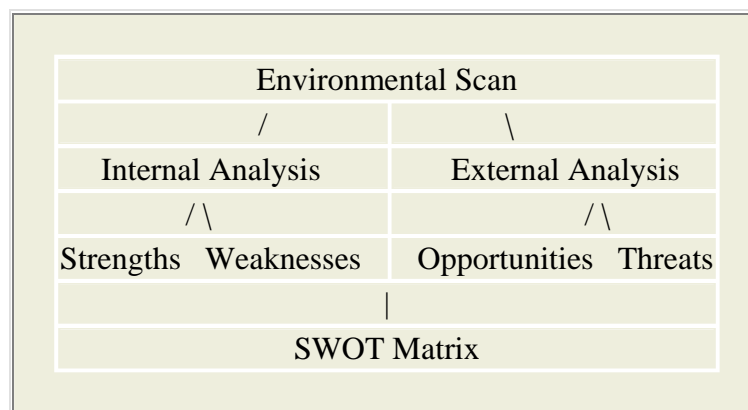 Environmental Scan
/ \
Internal Analysis External Analysis
/ \ / \
Strengths Weaknesses Opportunities Threats
|
SWOT Matrix